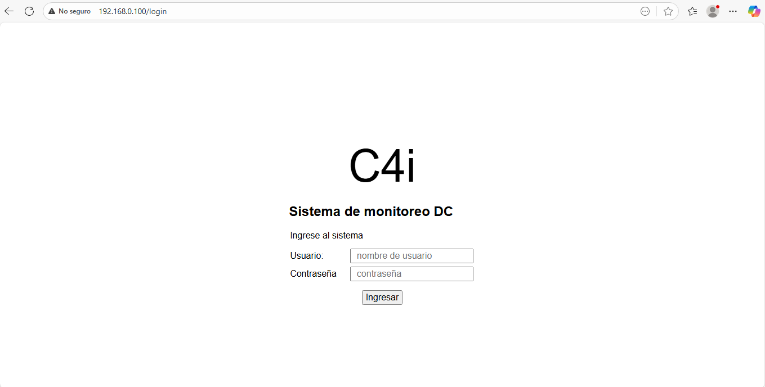 No seguro 192.168.0.100/login
C4i
Sistema de monitoreo DC
Ingrese al sistema
Usuario: nombre de usuario
Contraseña contraseña
Ingresar